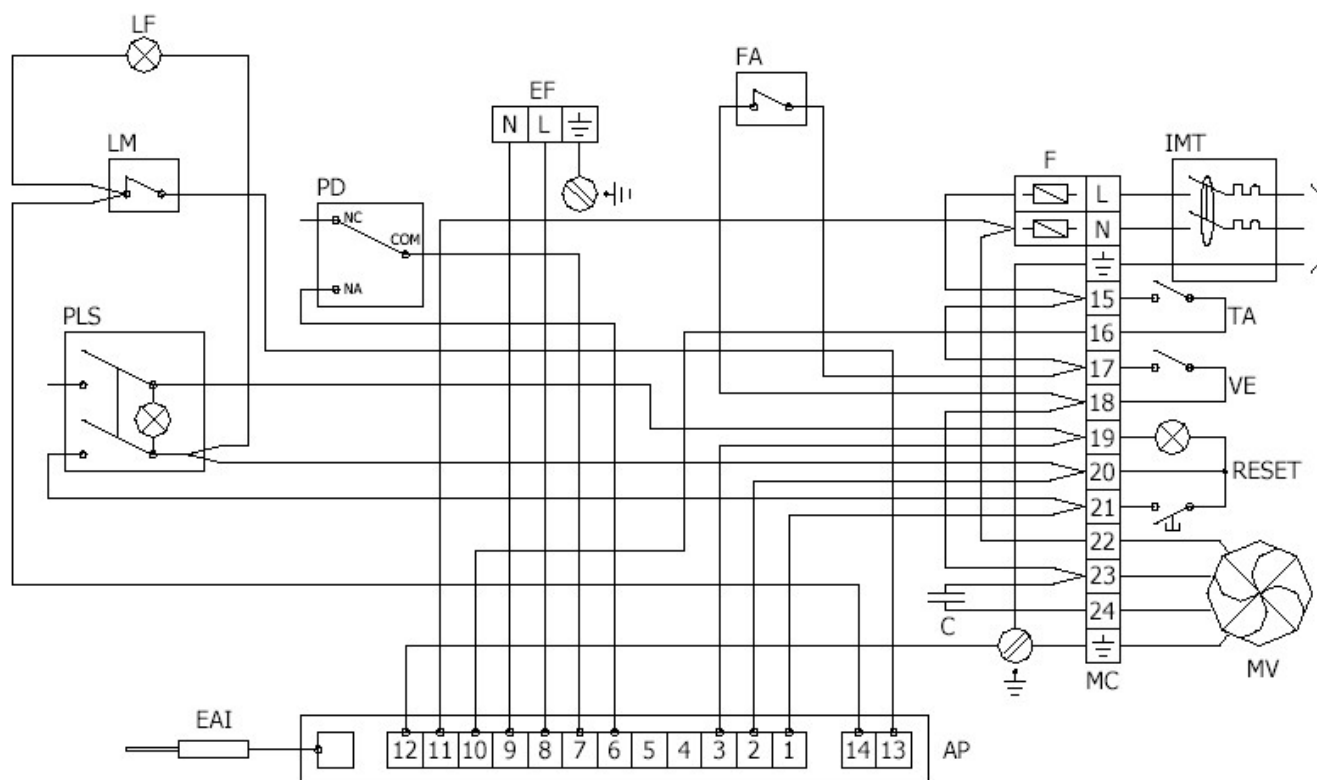 LF
FA
EF
N L
LM
F
IMT
PD
L
NC
COM
N
NA
15
TA
PLS
16
17
VE
18
19
20
RESET
21
22
23
24
C
MC
MV
EAI
12 11 10 9 8 7 6 5 4 3 2 1 14 13
AP